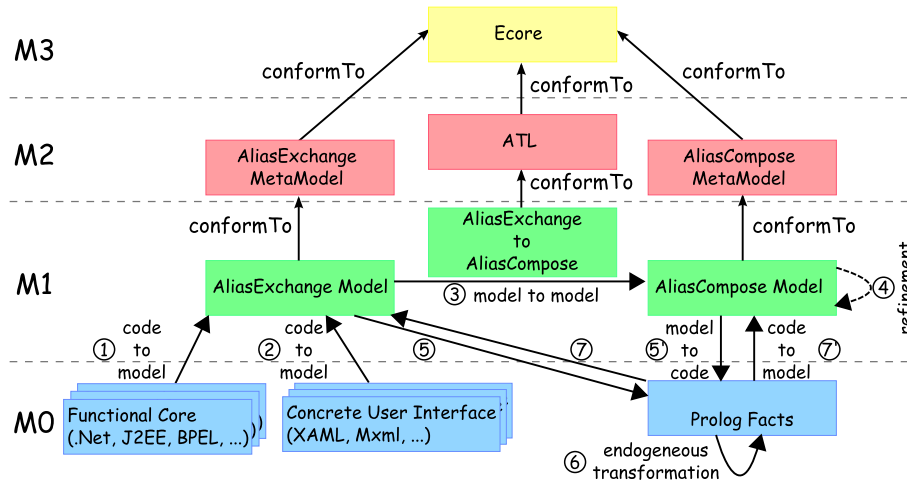 M3
Ecore
conformTo
conformTo
conformTo
M2
AliasExchange
MetaModel
ATL
AliasCompose
MetaModel
conformTo
conformTo
conformTo
M1
AliasExchange
to
AliasCompose
AliasExchange Model
③ model to model
AliasCompose Model
④
refinement
① code
to
model
② code
to
model
⑤
⑦
⑤' model
to
code
code
to
model
⑦'
M0
Functional Core
(.Net, J2EE, BPEL, ...)
)
)
Concrete User Interface
(XAML, Mxml, ...)
Prolog Facts
⑥ endogeneous
transformation